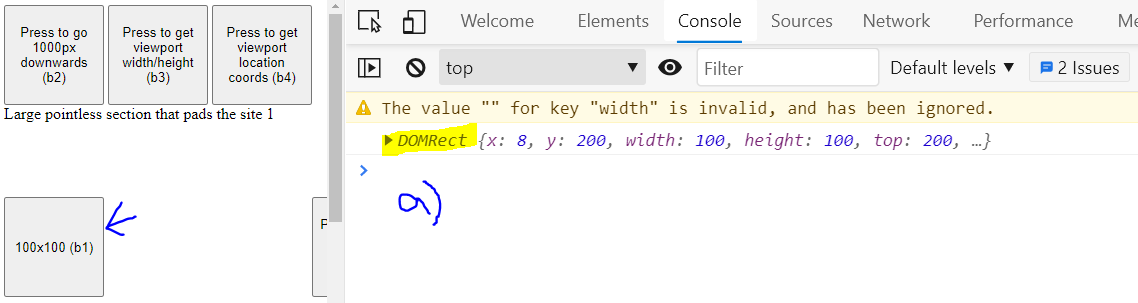 Press to go
1000px
downwards
(b2)
Press to get
viewport
width/height
(b3)
Press to get
viewport
location
coords (b4)
Large pointless section that pads the site 1
100x100 (b1)
P
Welcome Elements Console Sources Network Performance Me
top Filter Default levels 2 Issues
The value "" for key "width" is invalid, and has been ignored.
DOMRect {x: 8, y: 200, width: 100, height: 100, top: 200, …}
a)